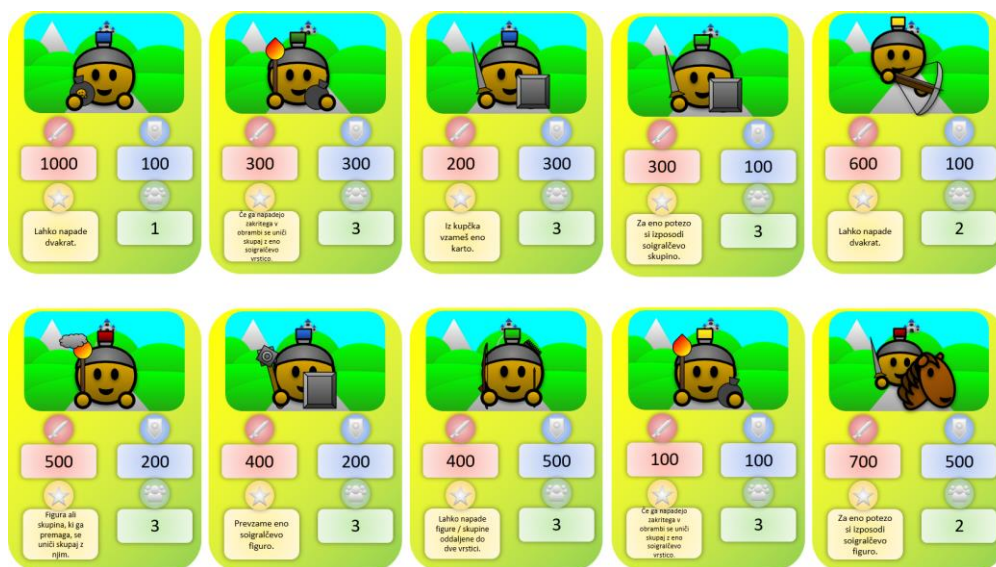 1000 100
Lahko napade
dvakrat.
1
300 300
Če ga napadejo
zakritega v
obrambi se uniči
skupaj z eno
soigralčevo
vrstico.
3
200 300
Iz kupčka
vzameš eno
karto.
3
300 100
Za eno potezo
si izposodi
soigralčevo
skupino.
3
600 100
Lahko napade
dvakrat.
2
500 200
Figura ali
skupina, ki ga
premaga, se
uniči skupaj z
njim.
3
400 200
Prevzame eno
soigralčevo
figuro.
3
400 500
Lahko napade
figure / skupine
oddaljene do
dve vrstici.
3
100 100
Če ga napadejo
zakritega v
obrambi se uniči
skupaj z eno
soigralčevo
vrstico.
3
700 500
Za eno potezo
si izposodi
soigralčevo
figuro.
2